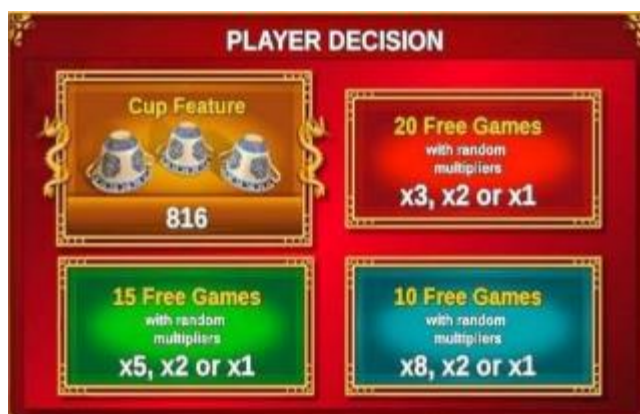 PLAYER DECISION
Cup Feature
816
20 Free Games
with random
multipliers
x3, x2 or x1
15 Free Games
with random
multipliers
x5, x2 or x1
10 Free Games
with random
multipliers
x8, x2 or x1